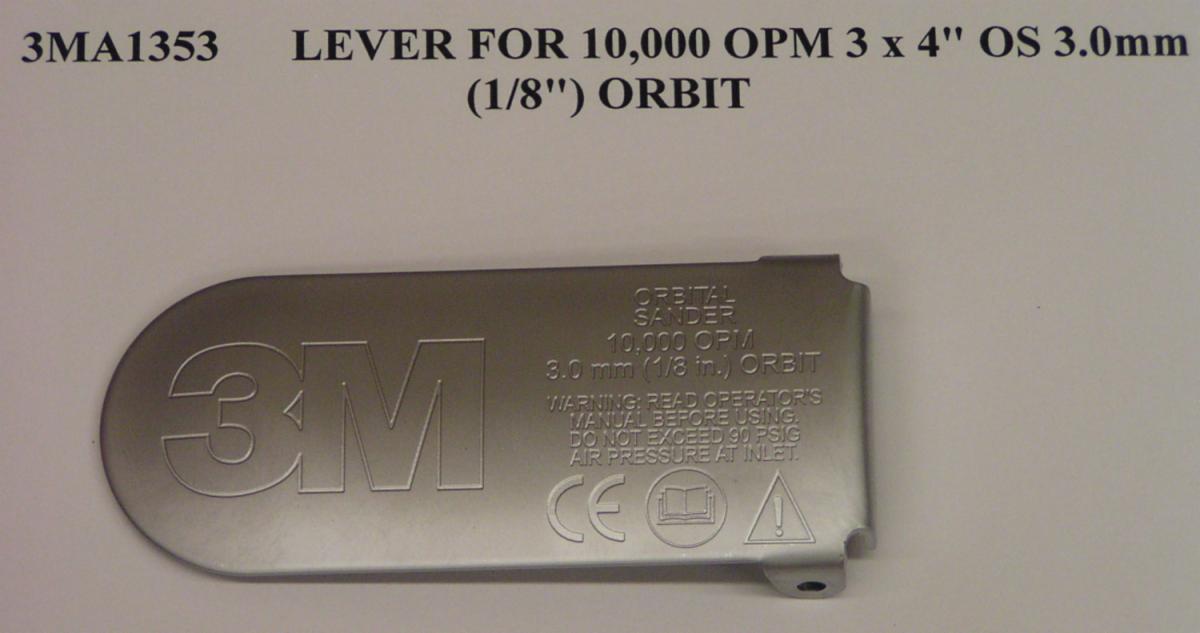 3MA1353 LEVER FOR 10,000 OPM 3 x 4" OS 3.0mm
(1/8") ORBIT
3M
ORBITAL
SANDER
10,000 OPM
3.0 mm (1/8 in.) ORBIT
WARNING: READ OPERATOR'S
MANUAL BEFORE USING.
DO NOT EXCEED 90 PSIG
AIR PRESSURE AT INLET.
CE